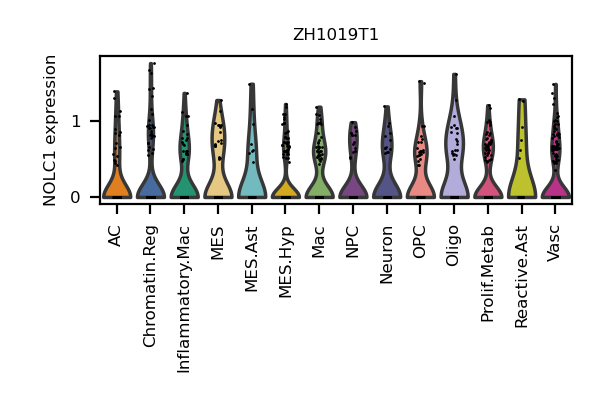 ZH1019T1
NOLC1 expression
1
0
AC
Chromatin.Reg
Inflammatory.Mac
MES
MES.Ast
MES.Hyp
Mac
NPC
Neuron
OPC
Oligo
Prolif.Metab
Reactive.Ast
Vasc